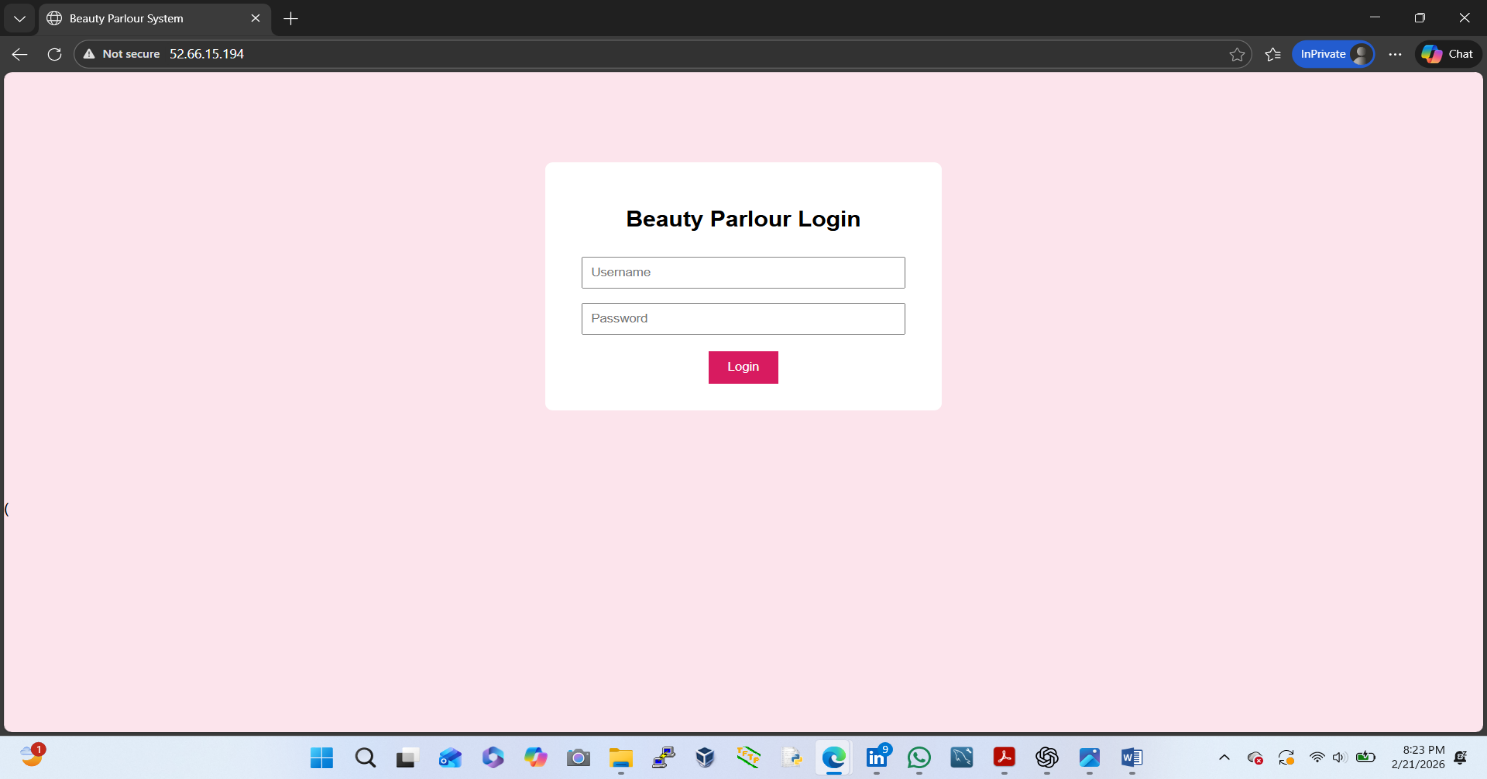 Beauty Parlour System
Not secure 52.66.15.194
InPrivate
Chat
Beauty Parlour Login
Username
Password
Login
(
1
9
8:23 PM
2/21/2026